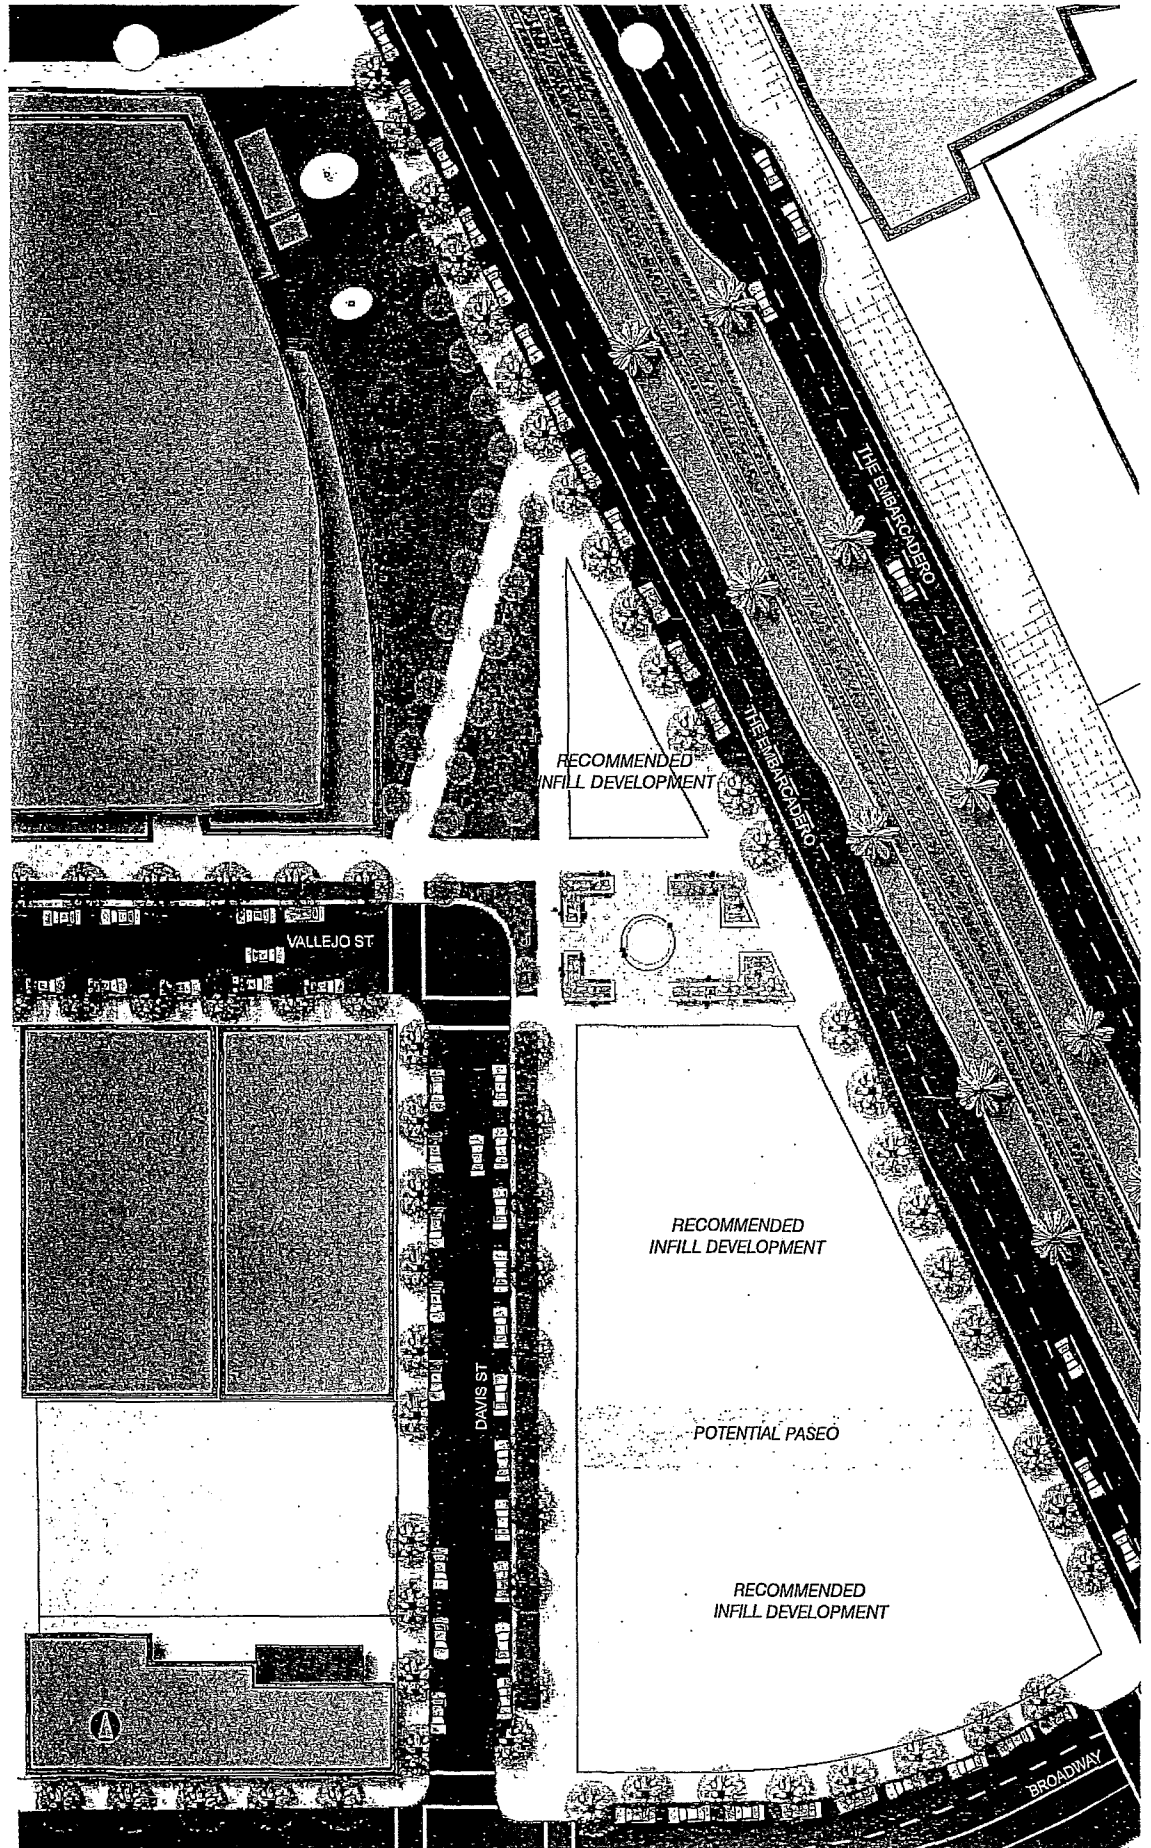 THE EMBARCADERO
RECOMMENDED
INFILL DEVELOPMENT
THE EMBARCADERO
VALLEJO ST
RECOMMENDED
INFILL DEVELOPMENT
DAVIS ST
POTENTIAL PASEO
RECOMMENDED
INFILL DEVELOPMENT
BROADWAY